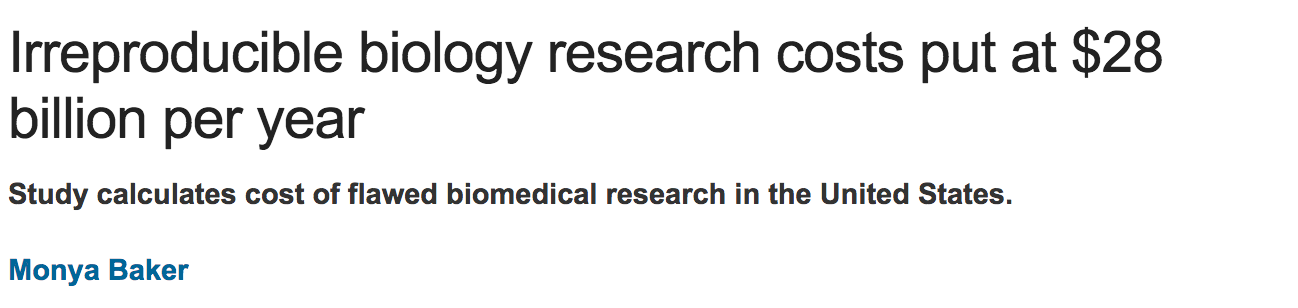 Irreproducible biology research costs put at $28
billion per year
Study calculates cost of flawed biomedical research in the United States.
Monya Baker